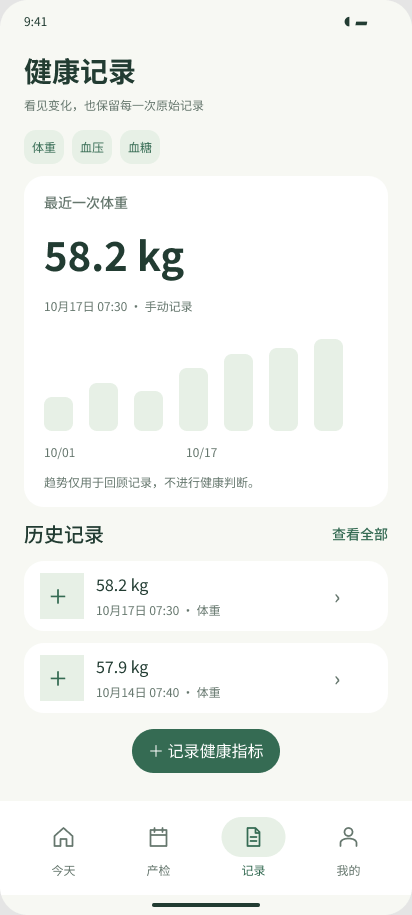 9:41
健康记录
看见变化，也保留每一次原始记录
体重 血压 血糖
最近一次体重
58.2 kg
10月17日 07:30 · 手动记录
10/01 10/17
趋势仅用于回顾记录，不进行健康判断。
历史记录 查看全部
58.2 kg
10月17日 07:30 · 体重
57.9 kg
10月14日 07:40 · 体重
＋ 记录健康指标
今天 产检 记录 我的